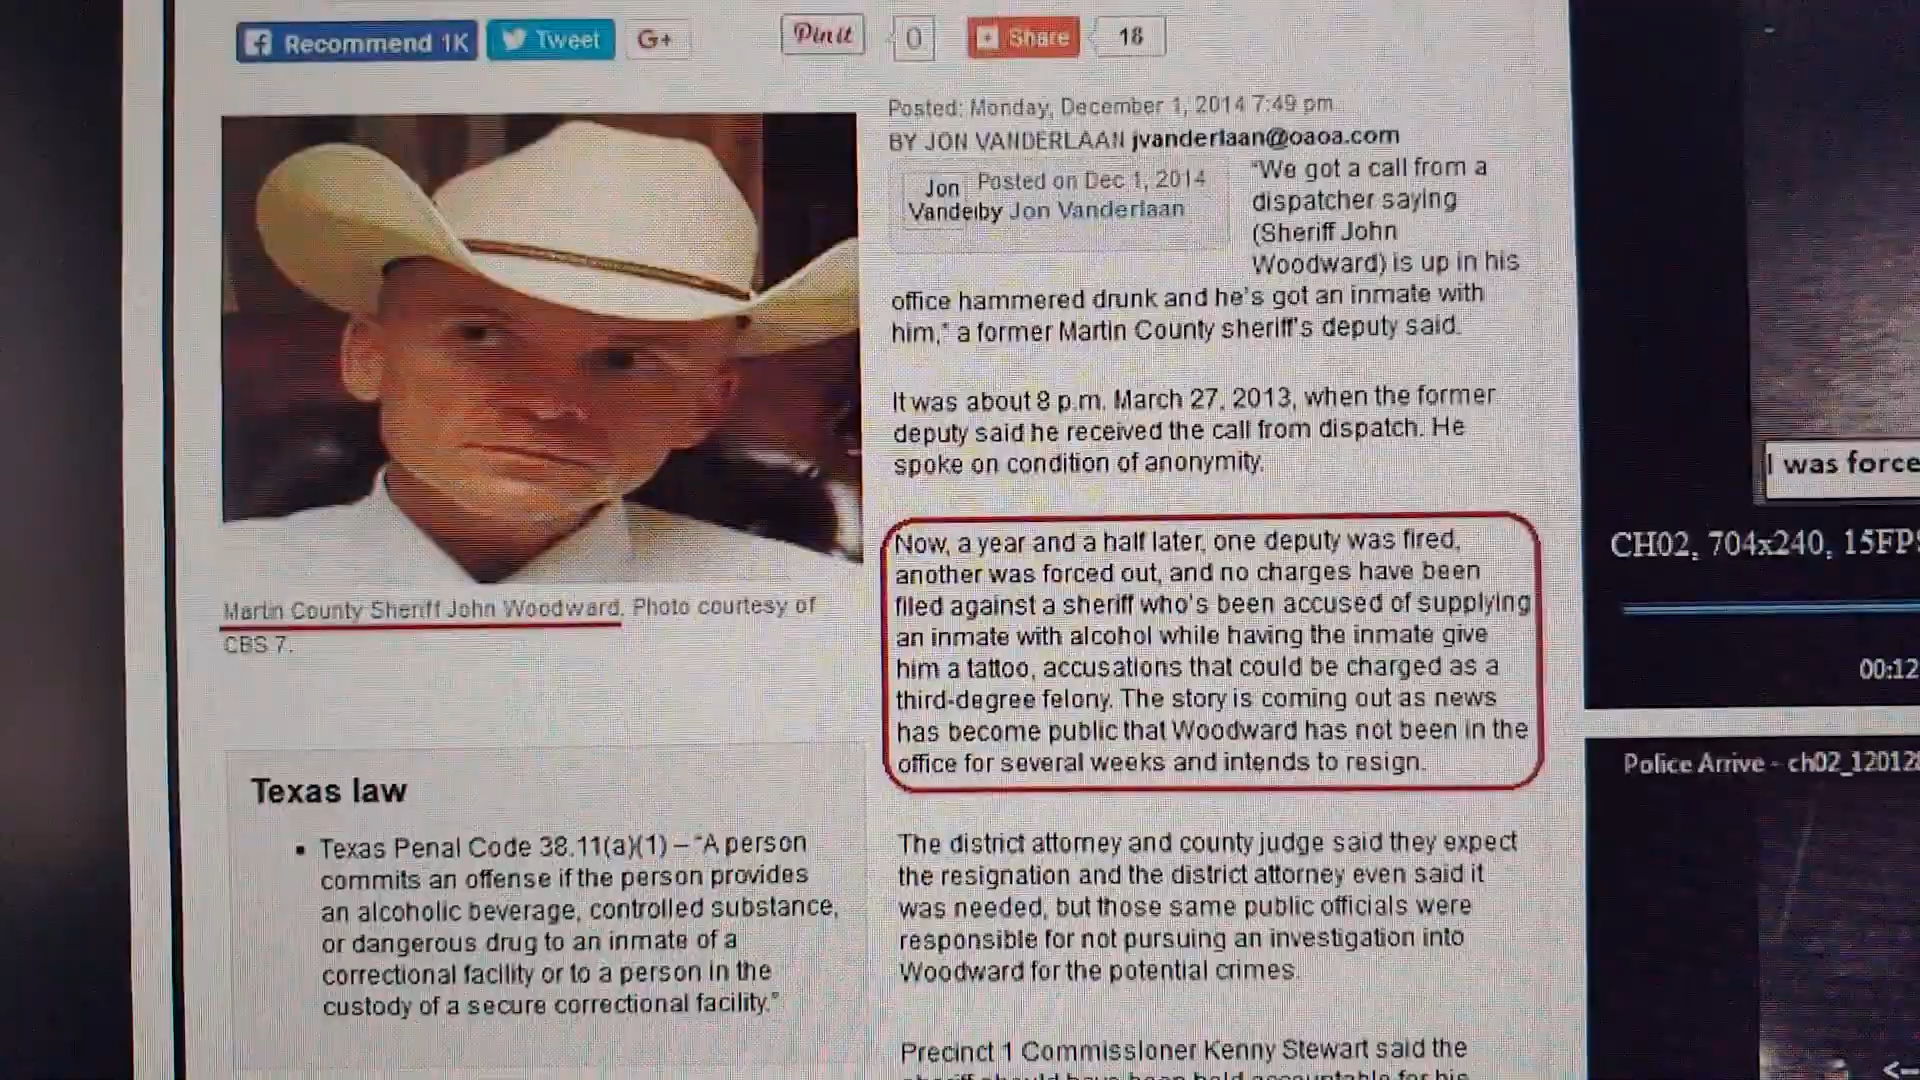 Recommend 1K Tweet G+ Pin it 0 Share 18
Posted: Monday, December 1, 2014 7:49 pm
BY JON VANDERLAAN jvanderlaan@oaoa.com
Jon Posted on Dec 1, 2014
by Jon Vanderlaan
"We got a call from a
dispatcher saying
(Sheriff John
Woodward) is up in his
office hammered drunk and he's got an inmate with
him," a former Martin County sheriff's deputy said.
It was about 8 p.m. March 27, 2013, when the former
deputy said he received the call from dispatch. He
spoke on condition of anonymity.
Now, a year and a half later, one deputy was fired,
another was forced out, and no charges have been
filed against a sheriff who's been accused of supplying
an inmate with alcohol while having the inmate give
him a tattoo, accusations that could be charged as a
third-degree felony. The story is coming out as news
has become public that Woodward has not been in the
office for several weeks and intends to resign.
The district attorney and county judge said they expect
the resignation and the district attorney even said it
was needed, but those same public officials were
responsible for not pursuing an investigation into
Woodward for the potential crimes.
Precinct 1 Commissioner Kenny Stewart said the
Martin County Sheriff John Woodward. Photo courtesy of
CBS 7.
Texas law
▪ Texas Penal Code 38.11(a)(1) – "A person
commits an offense if the person provides
an alcoholic beverage, controlled substance,
or dangerous drug to an inmate of a
correctional facility or to a person in the
custody of a secure correctional facility."
I was force
CH02, 704x240, 15FPS
00:12
Police Arrive - ch02_12012
<--